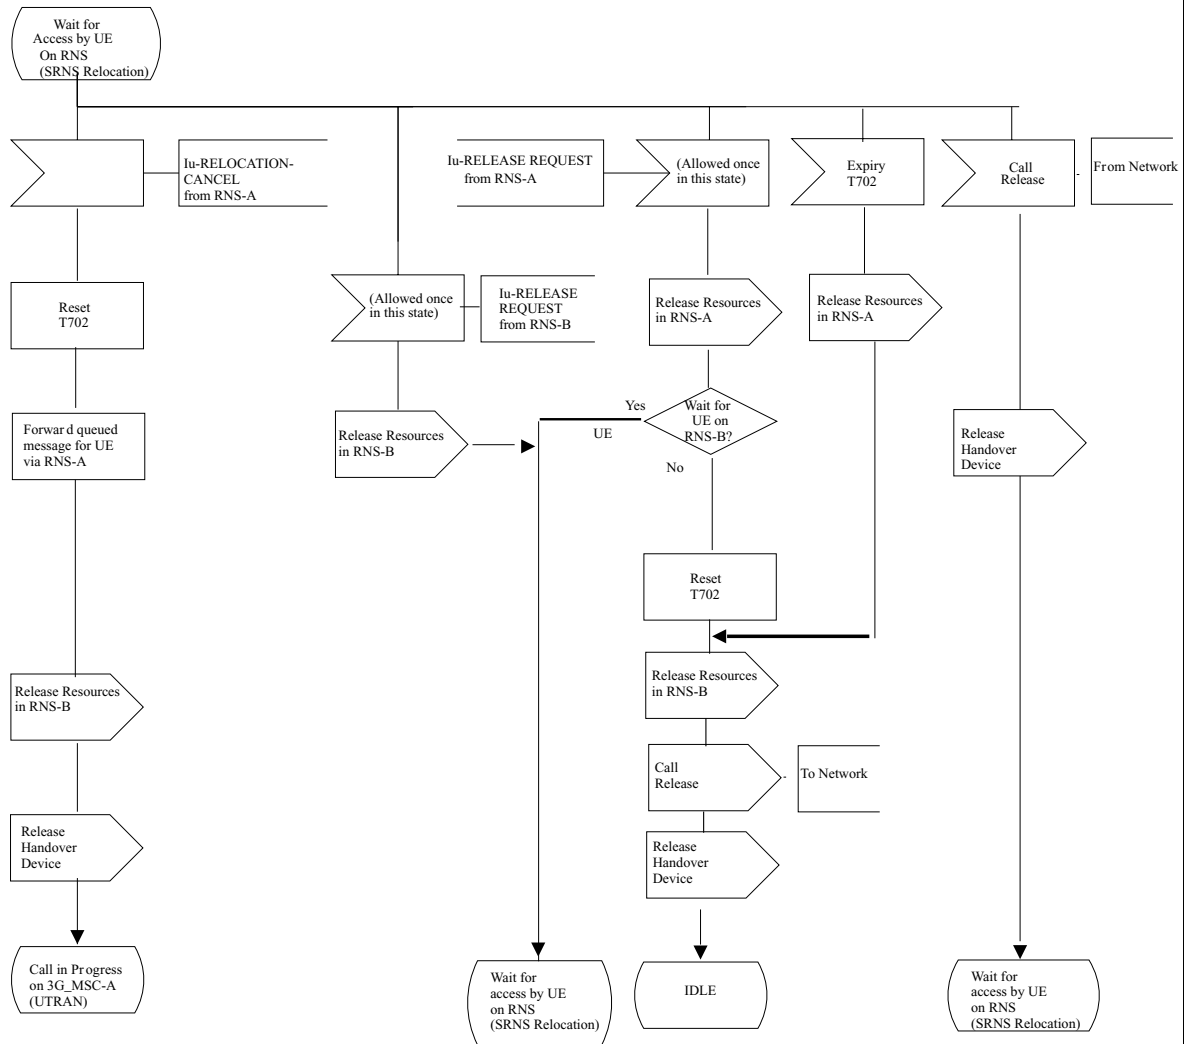 Wait for
Access by UE
On RNS
(SRNS Relocation)
Iu-RELOCATION-
CANCEL
from RNS-A
Iu-RELEASE REQUEST
from RNS-A
(Allowed once
in this state)
Expiry
T702
Call
Release
From Network
Reset
T702
(Allowed once
in this state)
Iu-RELEASE
REQUEST
from RNS-B
Release Resources
in RNS-A
Release Resources
in RNS-A
Forward queued
message for UE
via RNS-A
Release Resources
in RNS-B
Yes
UE
Wait for
UE on
RNS-B?
No
Release
Handover
Device
Reset
T702
Release Resources
in RNS-B
Release Resources
in RNS-B
Call
Release
To Network
Release
Handover
Device
Release
Handover
Device
Call in Progress
on 3G_MSC-A
(UTRAN)
Wait for
access by UE
on RNS
(SRNS Relocation)
IDLE
Wait for
access by UE
on RNS
(SRNS Relocation)